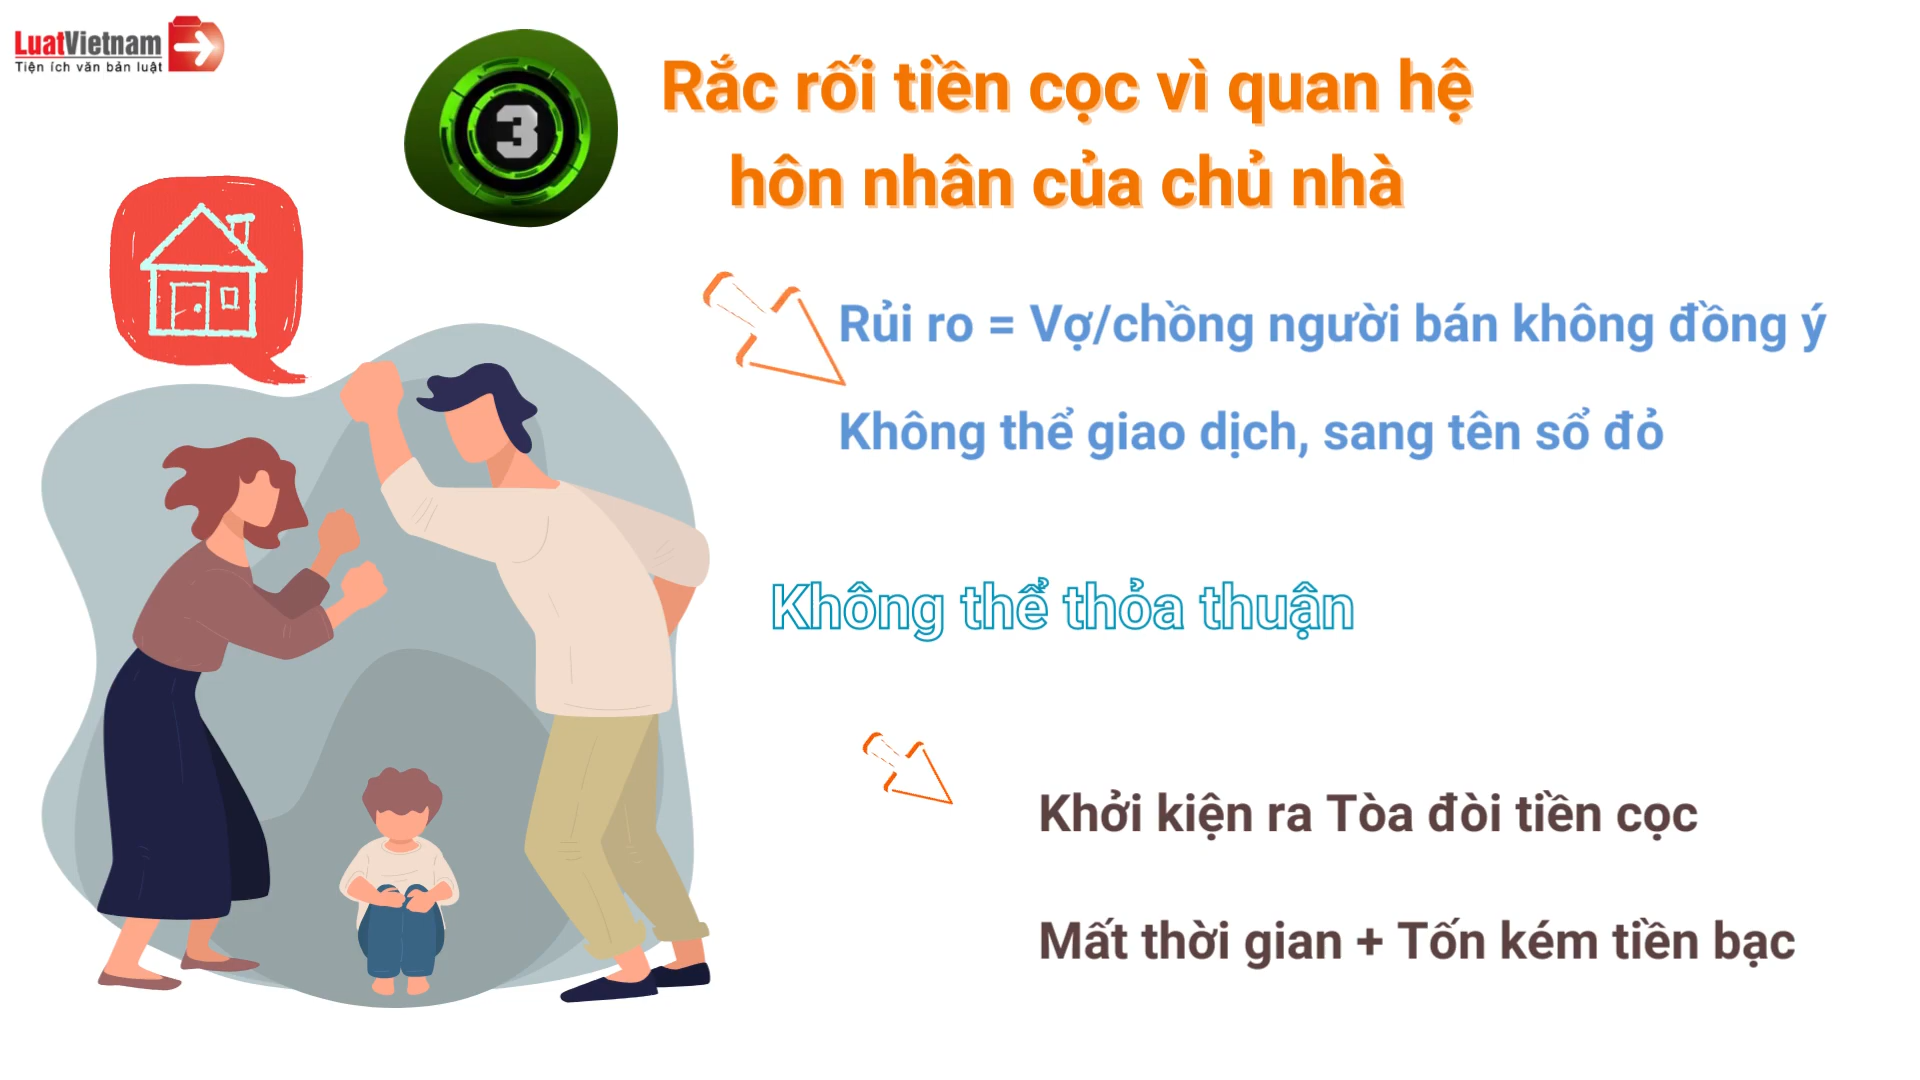 LuatVietnam
Tiện ích văn bản luật
3
Rắc rối tiền cọc vì quan hệ
hôn nhân của chủ nhà
Rủi ro = Vợ/chồng người bán không đồng ý
Không thể giao dịch, sang tên sổ đỏ
Không thể thỏa thuận
Khởi kiện ra Tòa đòi tiền cọc
Mất thời gian + Tốn kém tiền bạc